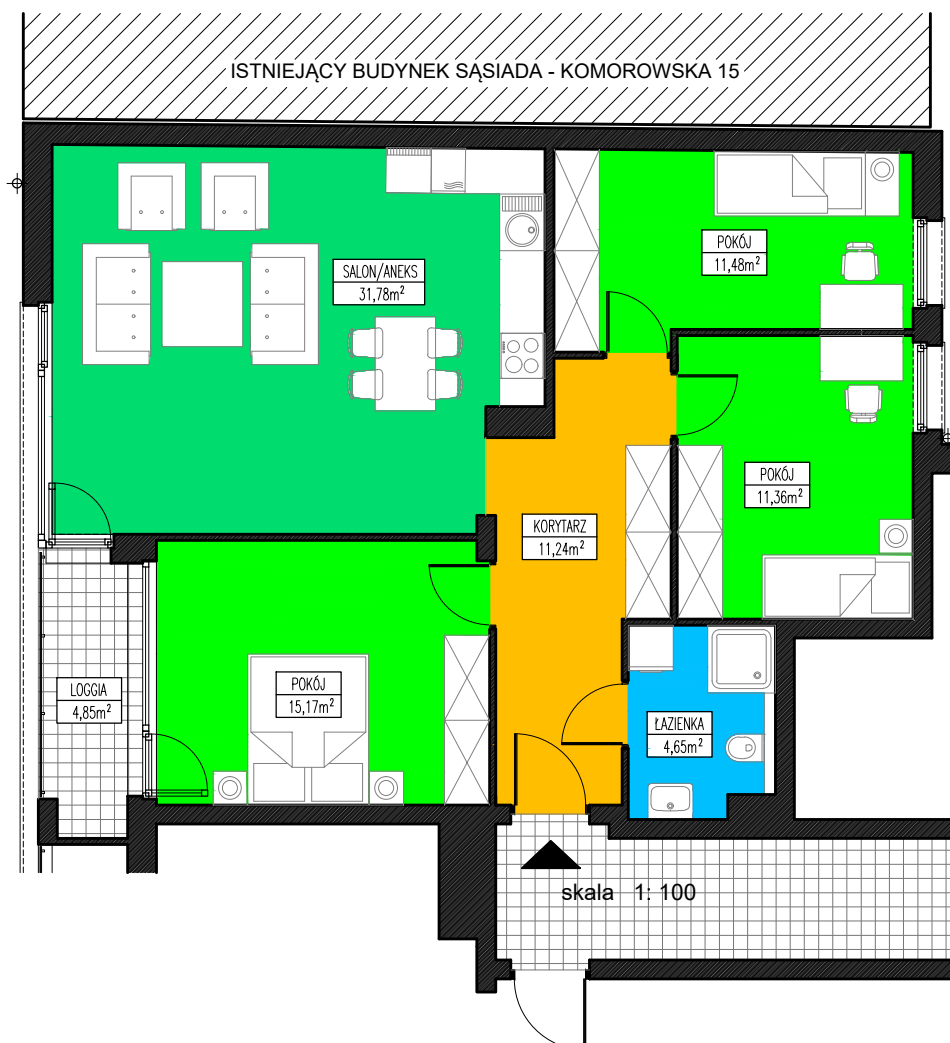 ISTNIEJĄCY BUDYNEK SĄSIADA - KOMOROWSKA 15
POKÓJ
11,48m²
SALON/ANEKS
31,78m²
POKÓJ
11,36m²
KORYTARZ
11,24m²
POKÓJ
15,17m²
LOGGIA
4,85m²
ŁAZIENKA
4,65m²
skala 1: 100